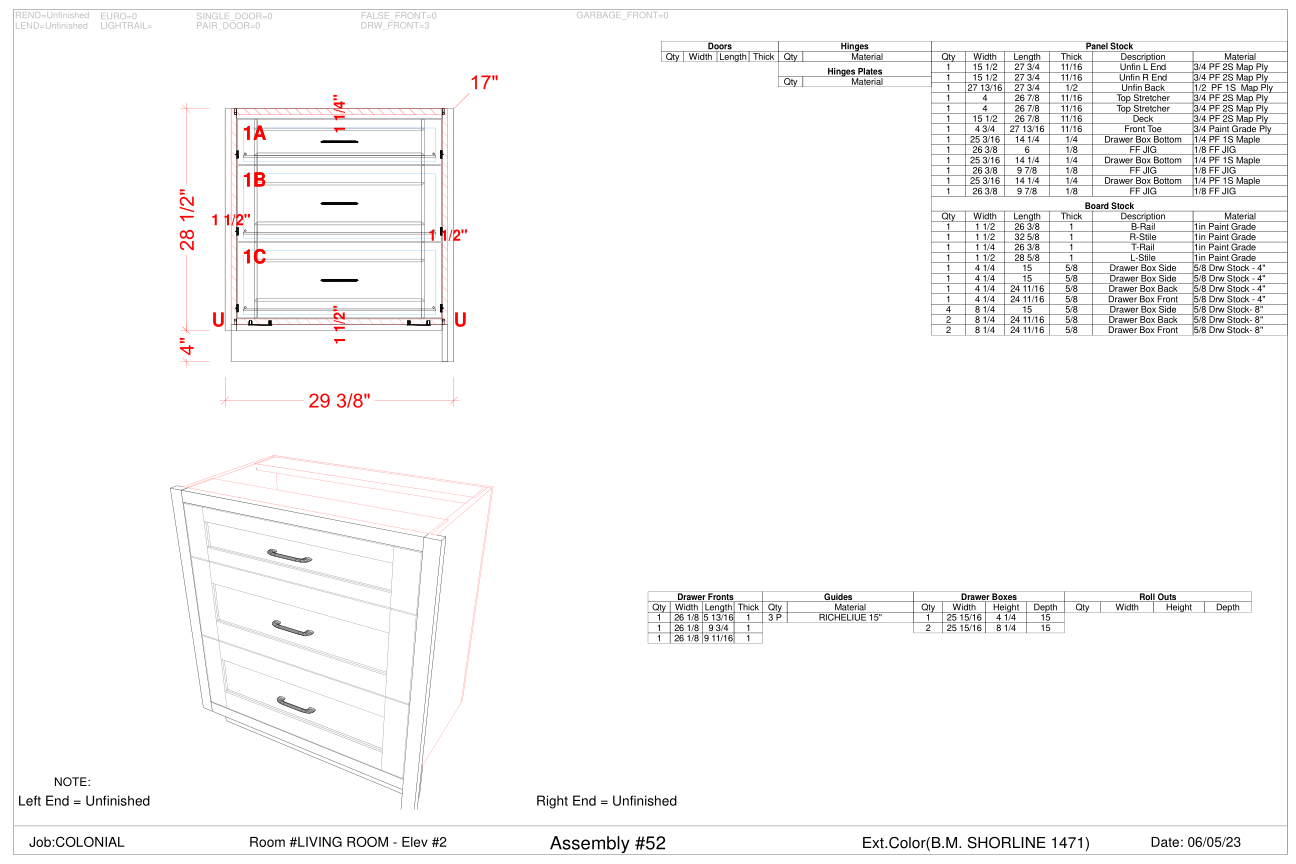 REND=Unfinished EURO=0 SINGLE_DOOR=0 FALSE_FRONT=0 GARBAGE_FRONT=0
LEND=Unfinished LIGHTRAIL= PAIR_DOOR=0 DRW_FRONT=3
17"
1 1/4"
1A
1B
28 1/2"
1 1/2"
1 1/2"
1C
U
1 1/2"
U
4"
29 3/8"
Doors
Qty Width Length Thick
Hinges
Qty Material
Hinges Plates
Qty Material
Panel Stock
Qty Width Length Thick Description Material
1 15 1/2 27 3/4 11/16 Unfin L End 3/4 PF 2S Map Ply
1 15 1/2 27 3/4 11/16 Unfin R End 3/4 PF 2S Map Ply
1 27 13/16 27 3/4 1/2 Unfin Back 1/2 PF 1S Map Ply
1 4 26 7/8 11/16 Top Stretcher 3/4 PF 2S Map Ply
1 4 26 7/8 11/16 Top Stretcher 3/4 PF 2S Map Ply
1 15 1/2 26 7/8 11/16 Deck 3/4 PF 2S Map Ply
1 4 3/4 27 13/16 11/16 Front Toe 3/4 Paint Grade Ply
1 25 3/16 14 1/4 1/4 Drawer Box Bottom 1/4 PF 1S Maple
1 26 3/8 6 1/8 FF JIG 1/8 FF JIG
1 25 3/16 14 1/4 1/4 Drawer Box Bottom 1/4 PF 1S Maple
1 26 3/8 9 7/8 1/8 FF JIG 1/8 FF JIG
1 25 3/16 14 1/4 1/4 Drawer Box Bottom 1/4 PF 1S Maple
1 26 3/8 9 7/8 1/8 FF JIG 1/8 FF JIG
Board Stock
Qty Width Length Thick Description Material
1 1 1/2 26 3/8 1 B-Rail 1in Paint Grade
1 1 1/2 32 5/8 1 R-Stile 1in Paint Grade
1 1 1/4 26 3/8 1 T-Rail 1in Paint Grade
1 1 1/2 28 5/8 1 L-Stile 1in Paint Grade
1 4 1/4 15 5/8 Drawer Box Side 5/8 Drw Stock - 4"
1 4 1/4 15 5/8 Drawer Box Side 5/8 Drw Stock - 4"
1 4 1/4 24 11/16 5/8 Drawer Box Back 5/8 Drw Stock - 4"
1 4 1/4 24 11/16 5/8 Drawer Box Front 5/8 Drw Stock - 4"
4 8 1/4 15 5/8 Drawer Box Side 5/8 Drw Stock- 8"
2 8 1/4 24 11/16 5/8 Drawer Box Back 5/8 Drw Stock- 8"
2 8 1/4 24 11/16 5/8 Drawer Box Front 5/8 Drw Stock- 8"
Drawer Fronts
Qty Width Length Thick
1 26 1/8 5 13/16 1
1 26 1/8 9 3/4 1
1 26 1/8 9 11/16 1
Guides
Qty Material
3 P RICHELIUE 15"
Drawer Boxes
Qty Width Height Depth
1 25 15/16 4 1/4 15
2 25 15/16 8 1/4 15
Roll Outs
Qty Width Height Depth
NOTE:
Left End = Unfinished Right End = Unfinished
Job:COLONIAL Room #LIVING ROOM - Elev #2 Assembly #52 Ext.Color(B.M. SHORLINE 1471) Date: 06/05/23